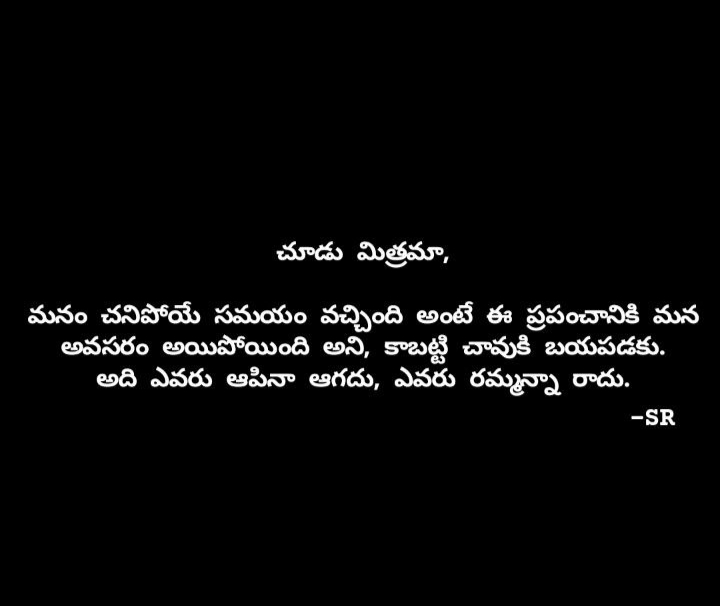 చూడు మిత్రమా,
మనం చనిపోయే సమయం వచ్చింది అంటే ఈ ప్రపంచానికి మన
అవసరం అయిపోయింది అని, కాబట్టి చావుకి బయపడకు.
అది ఎవరు ఆపినా ఆగదు, ఎవరు రమ్మన్నా రాదు.
-SR